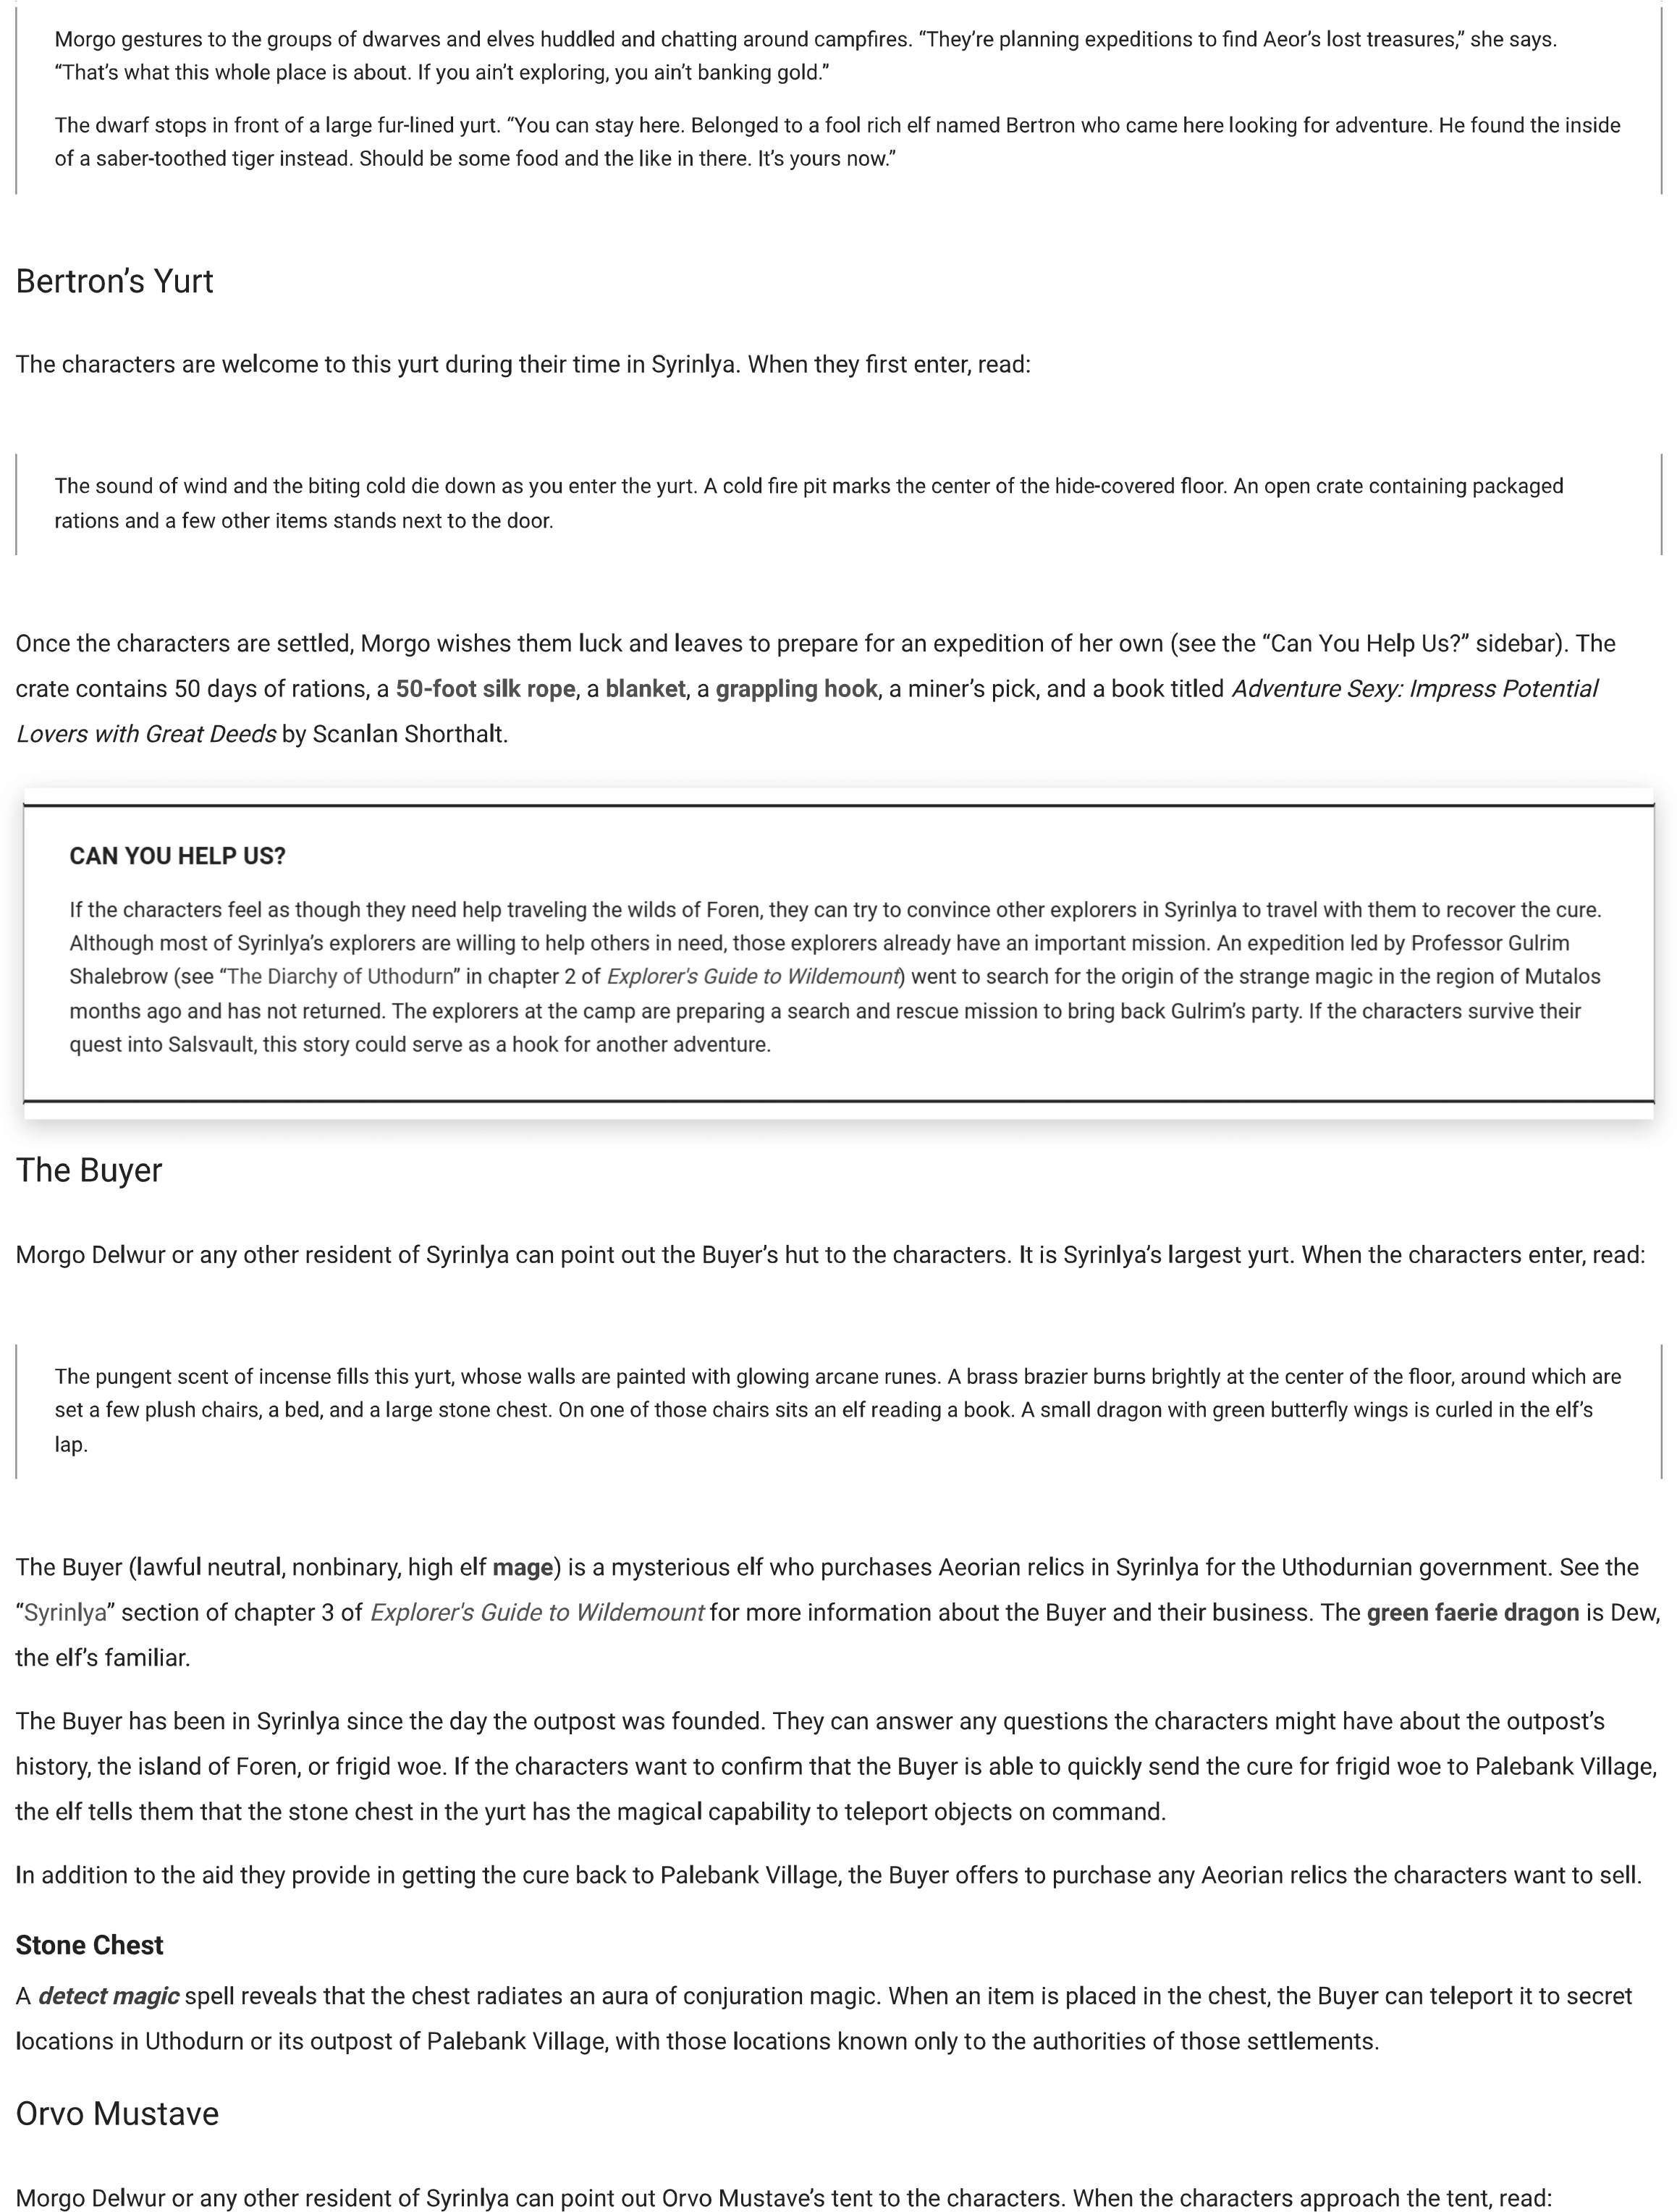 Morgo gestures to the groups of dwarves and elves huddled and chatting around campfires. “They’re planning expeditions to find Aeor’s lost treasures,” she says.
“That’s what this whole place is about. If you ain’t exploring, you ain’t banking gold.”
The dwarf stops in front of a large fur-lined yurt. “You can stay here. Belonged to a fool rich elf named Bertron who came here looking for adventure. He found the inside
of a saber-toothed tiger instead. Should be some food and the like in there. It’s yours now.”
Bertron’s Yurt
The characters are welcome to this yurt during their time in Syrinlya. When they first enter, read:
The sound of wind and the biting cold die down as you enter the yurt. A cold fire pit marks the center of the hide-covered floor. An open crate containing packaged
rations and a few other items stands next to the door.
Once the characters are settled, Morgo wishes them luck and leaves to prepare for an expedition of her own (see the “Can You Help Us?” sidebar). The
crate contains 50 days of rations, a 50-foot silk rope, a blanket, a grappling hook, a miner’s pick, and a book titled Adventure Sexy: Impress Potential
Lovers with Great Deeds by Scanlan Shorthalt.
CAN YOU HELP US?
If the characters feel as though they need help traveling the wilds of Foren, they can try to convince other explorers in Syrinlya to travel with them to recover the cure.
Although most of Syrinlya’s explorers are willing to help others in need, those explorers already have an important mission. An expedition led by Professor Gulrim
Shalebrow (see “The Diarchy of Uthodurn” in chapter 2 of Explorer's Guide to Wildemount) went to search for the origin of the strange magic in the region of Mutalos
months ago and has not returned. The explorers at the camp are preparing a search and rescue mission to bring back Gulrim’s party. If the characters survive their
quest into Salsvault, this story could serve as a hook for another adventure.
The Buyer
Morgo Delwur or any other resident of Syrinlya can point out the Buyer’s hut to the characters. It is Syrinlya’s largest yurt. When the characters enter, read:
The pungent scent of incense fills this yurt, whose walls are painted with glowing arcane runes. A brass brazier burns brightly at the center of the floor, around which are
set a few plush chairs, a bed, and a large stone chest. On one of those chairs sits an elf reading a book. A small dragon with green butterfly wings is curled in the elf’s
lap.
The Buyer (lawful neutral, nonbinary, high elf mage) is a mysterious elf who purchases Aeorian relics in Syrinlya for the Uthodurnian government. See the
“Syrinlya” section of chapter 3 of Explorer's Guide to Wildemount for more information about the Buyer and their business. The green faerie dragon is Dew,
the elf’s familiar.
The Buyer has been in Syrinlya since the day the outpost was founded. They can answer any questions the characters might have about the outpost’s
history, the island of Foren, or frigid woe. If the characters want to confirm that the Buyer is able to quickly send the cure for frigid woe to Palebank Village,
the elf tells them that the stone chest in the yurt has the magical capability to teleport objects on command.
In addition to the aid they provide in getting the cure back to Palebank Village, the Buyer offers to purchase any Aeorian relics the characters want to sell.
Stone Chest
A detect magic spell reveals that the chest radiates an aura of conjuration magic. When an item is placed in the chest, the Buyer can teleport it to secret
locations in Uthodurn or its outpost of Palebank Village, with those locations known only to the authorities of those settlements.
Orvo Mustave
Morgo Delwur or any other resident of Syrinlya can point out Orvo Mustave’s tent to the characters. When the characters approach the tent, read: